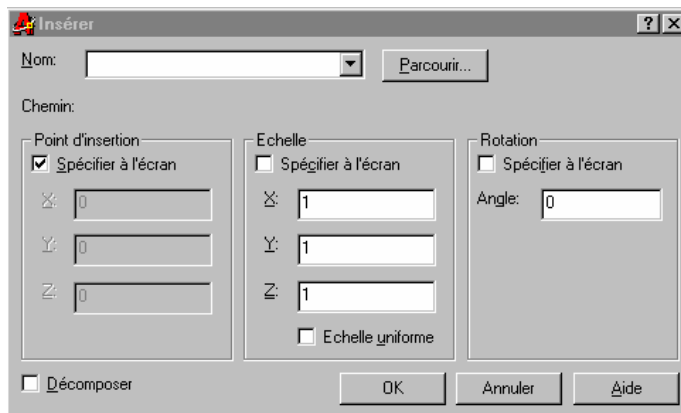 Insérer
Nom:
Parcourir...
Chemin:
Point d'insertion
Spécifier à l'écran
X: 0
Y: 0
Z: 0
Echelle
Spécifier à l'écran
X: 1
Y: 1
Z: 1
Echelle uniforme
Rotation
Spécifier à l'écran
Angle: 0
Décomposer
OK
Annuler
Aide